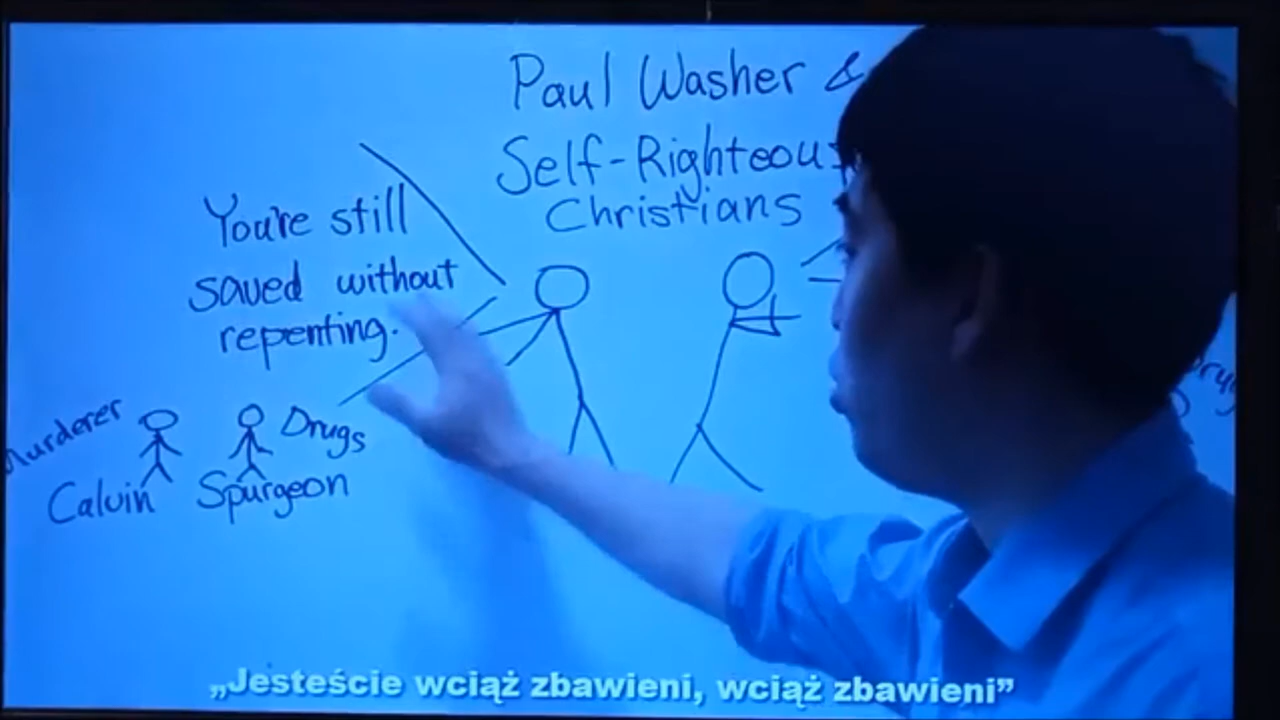 Paul Washer &
Self-Righteous
Christians
You're still
saved without
repenting.
Murderer
Drugs
Calvin
Spurgeon
„Jesteście wciąż zbawieni, wciąż zbawieni”